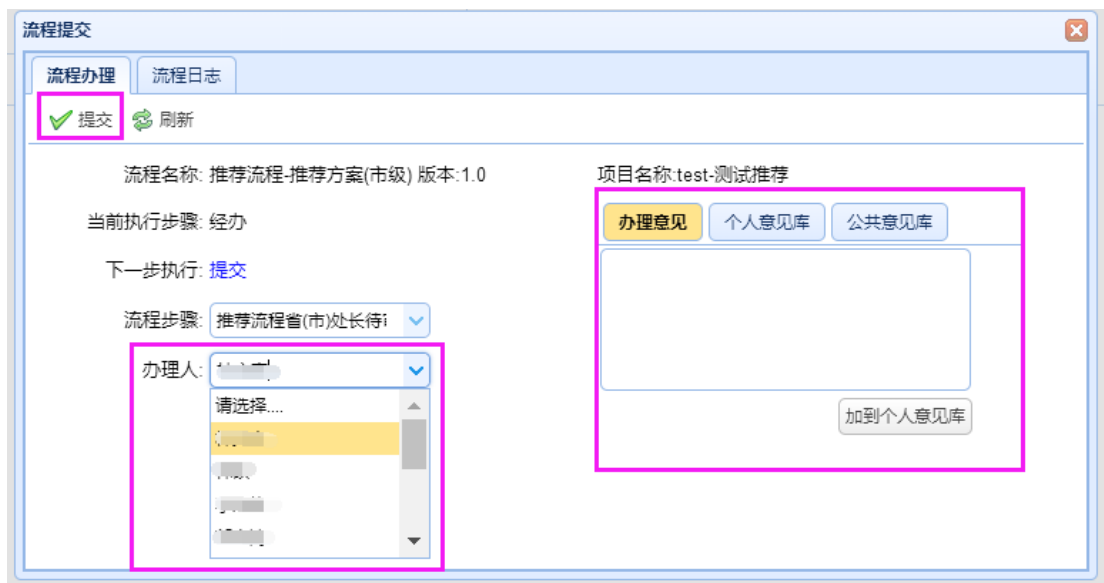 流程提交
流程办理 流程日志
提交 刷新
流程名称: 推荐流程-推荐方案(市级) 版本:1.0
项目名称:test-测试推荐
当前执行步骤: 经办
下一步执行: 提交
流程步骤: 推荐流程省(市)处长待
办理人:
请选择....
办理意见 个人意见库 公共意见库
加到个人意见库